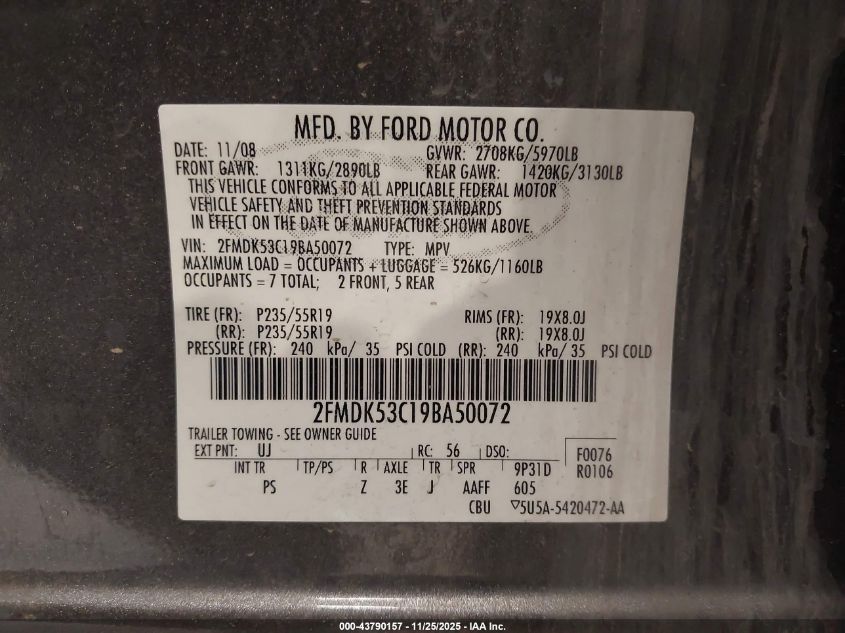 MFD. BY FORD MOTOR CO.
DATE: 11/08 GVWR: 2708KG/5970LB
FRONT GAWR: 1311KG/2890LB REAR GAWR: 1420KG/3130LB
THIS VEHICLE CONFORMS TO ALL APPLICABLE FEDERAL MOTOR
VEHICLE SAFETY AND THEFT PREVENTION STANDARDS
IN EFFECT ON THE DATE OF MANUFACTURE SHOWN ABOVE.
VIN: 2FMDK53C19BA50072 TYPE: MPV
MAXIMUM LOAD = OCCUPANTS + LUGGAGE = 526KG/1160LB
OCCUPANTS = 7 TOTAL; 2 FRONT, 5 REAR
TIRE (FR): P235/55R19 RIMS (FR): 19X8.0J
(RR): P235/55R19 (RR): 19X8.0J
PRESSURE (FR): 240 kPa/ 35 PSI COLD (RR): 240 kPa/ 35 PSI COLD
2FMDK53C19BA50072
TRAILER TOWING - SEE OWNER GUIDE
EXT PNT: UJ RC: 56 DSO: F0076
INT TR TP/PS R AXLE TR SPR 9P31D R0106
PS Z 3E J AAFF 605
CBU ▽5U5A-5420472-AA
000-43790157 - 11/25/2025 - IAA Inc.